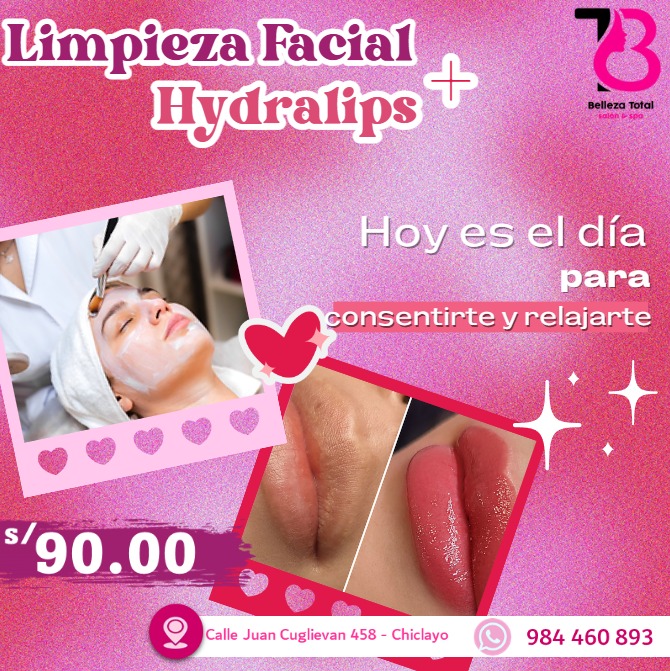 Limpieza Facial
+
Hydralips
Belleza Total
salón & spa
Hoy es el día
para
consentirte y relajarte
s/90.00
Calle Juan Cuglievan 458 - Chiclayo
984 460 893